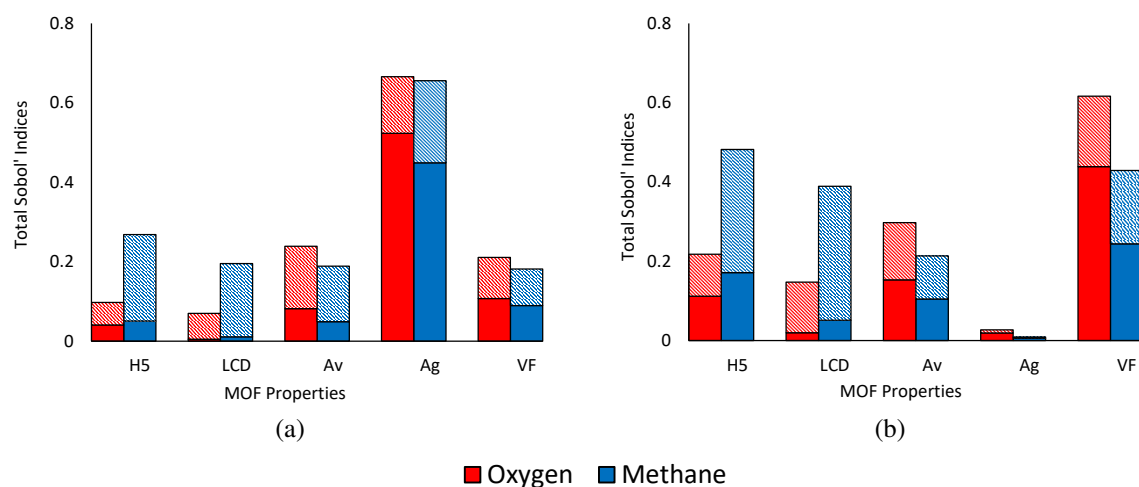 Total Sobol' Indices
0.8
0.6
0.4
0.2
0
H5 LCD Av Ag VF
MOF Properties
(a)
Total Sobol' Indices
0.8
0.6
0.4
0.2
0
H5 LCD Av Ag VF
MOF Properties
(b)
Oxygen Methane